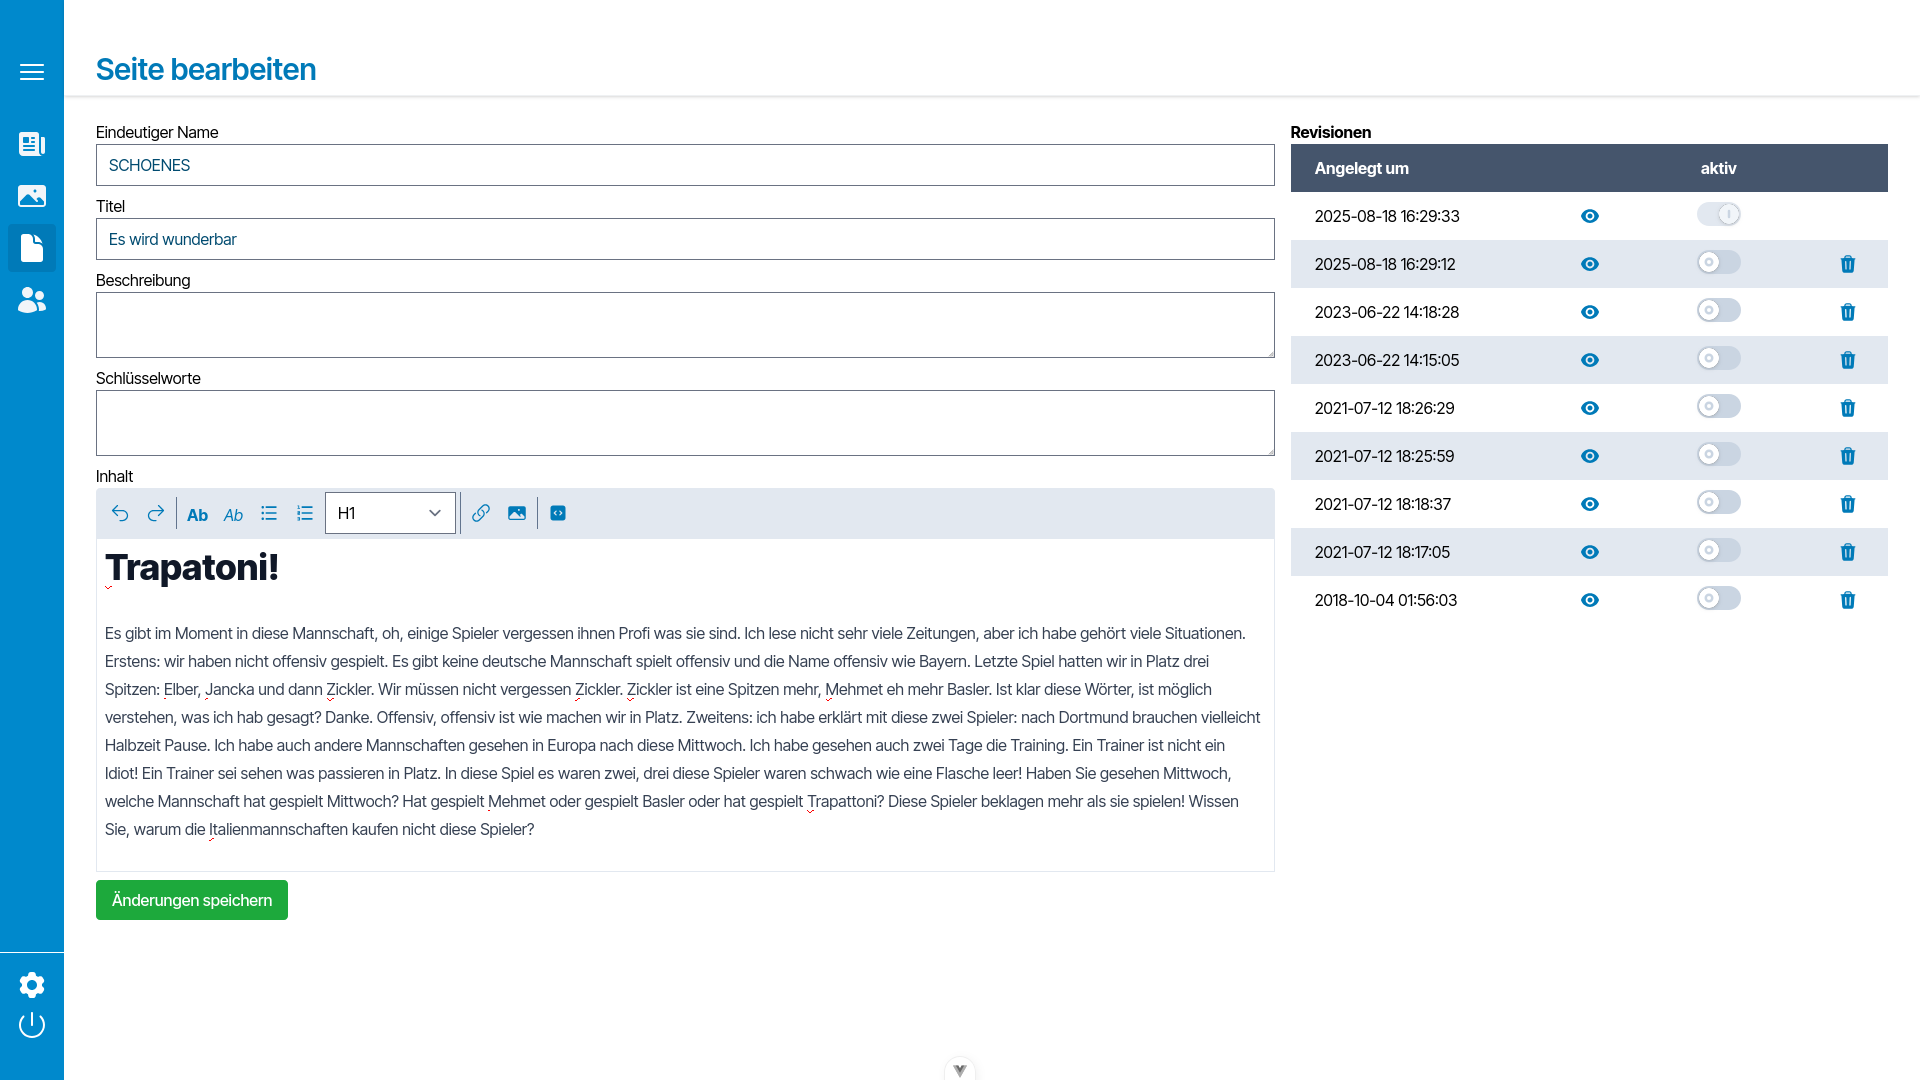 Seite bearbeiten
Eindeutiger Name
SCHOENES
Titel
Es wird wunderbar
Beschreibung
Schlüsselworte
Inhalt
Ab Ab H1
Trapatoni!
Es gibt im Moment in diese Mannschaft, oh, einige Spieler vergessen ihnen Profi was sie sind. Ich lese nicht sehr viele Zeitungen, aber ich habe gehört viele Situationen.
Erstens: wir haben nicht offensiv gespielt. Es gibt keine deutsche Mannschaft spielt offensiv und die Name offensiv wie Bayern. Letzte Spiel hatten wir in Platz drei
Spitzen: Elber, Jancka und dann Zickler. Wir müssen nicht vergessen Zickler. Zickler ist eine Spitzen mehr, Mehmet eh mehr Basler. Ist klar diese Wörter, ist möglich
verstehen, was ich hab gesagt? Danke. Offensiv, offensiv ist wie machen wir in Platz. Zweitens: ich habe erklärt mit diese zwei Spieler: nach Dortmund brauchen vielleicht
Halbzeit Pause. Ich habe auch andere Mannschaften gesehen in Europa nach diese Mittwoch. Ich habe gesehen auch zwei Tage die Training. Ein Trainer ist nicht ein
Idiot! Ein Trainer sei sehen was passieren in Platz. In diese Spiel es waren zwei, drei diese Spieler waren schwach wie eine Flasche leer! Haben Sie gesehen Mittwoch,
welche Mannschaft hat gespielt Mittwoch? Hat gespielt Mehmet oder gespielt Basler oder hat gespielt Trapattoni? Diese Spieler beklagen mehr als sie spielen! Wissen
Sie, warum die Italienmannschaften kaufen nicht diese Spieler?
Änderungen speichern
Revisionen
Angelegt um aktiv
2025-08-18 16:29:33
2025-08-18 16:29:12
2023-06-22 14:18:28
2023-06-22 14:15:05
2021-07-12 18:26:29
2021-07-12 18:25:59
2021-07-12 18:18:37
2021-07-12 18:17:05
2018-10-04 01:56:03